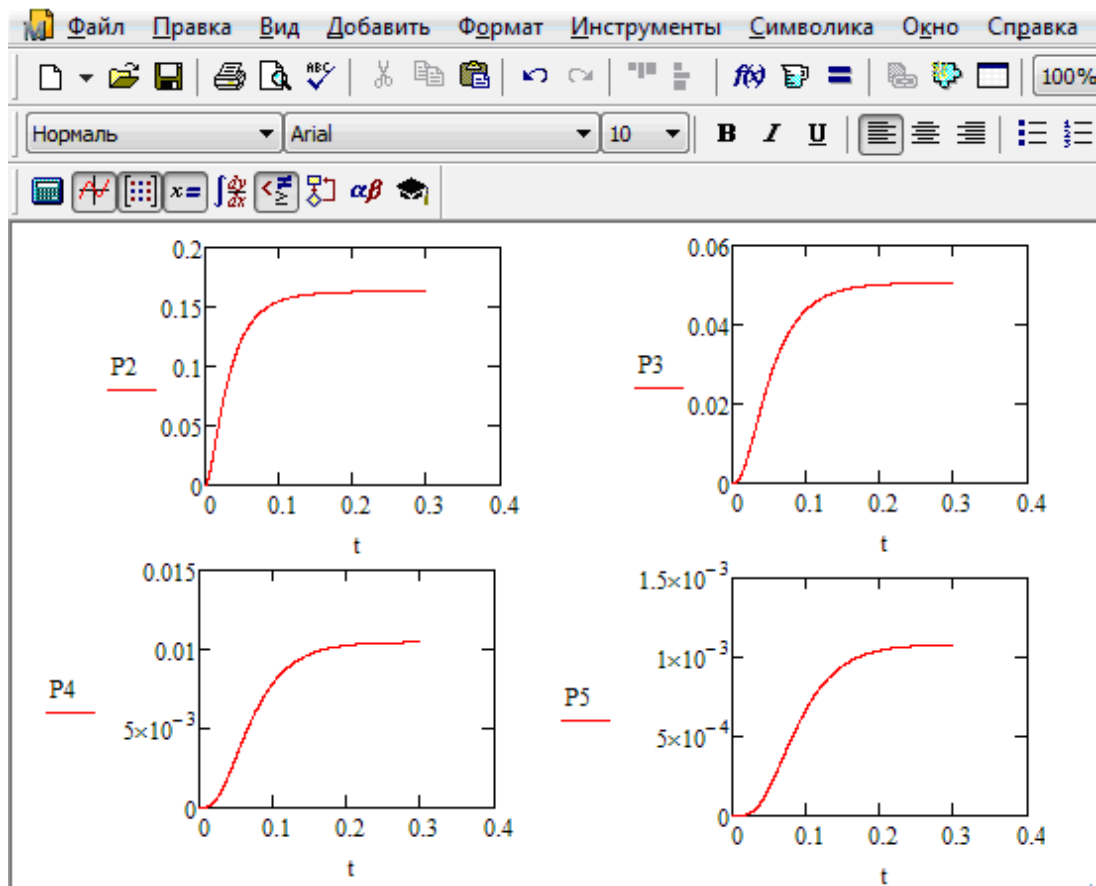 Файл Правка Вид Добавить Формат Инструменты Символика Окно Справка
ABC f(x) 100%
Нормаль Arial 10 B I U
x= ∫ dy/dx αβ
0.2
0.15
P2 0.1
0.05
0
0 0.1 0.2 0.3 0.4
t
0.06
0.04
P3
0.02
0
0 0.1 0.2 0.3 0.4
t
0.015
0.01
P4
5×10⁻³
0
0 0.1 0.2 0.3 0.4
t
1.5×10⁻³
1×10⁻³
P5
5×10⁻⁴
0
0 0.1 0.2 0.3 0.4
t